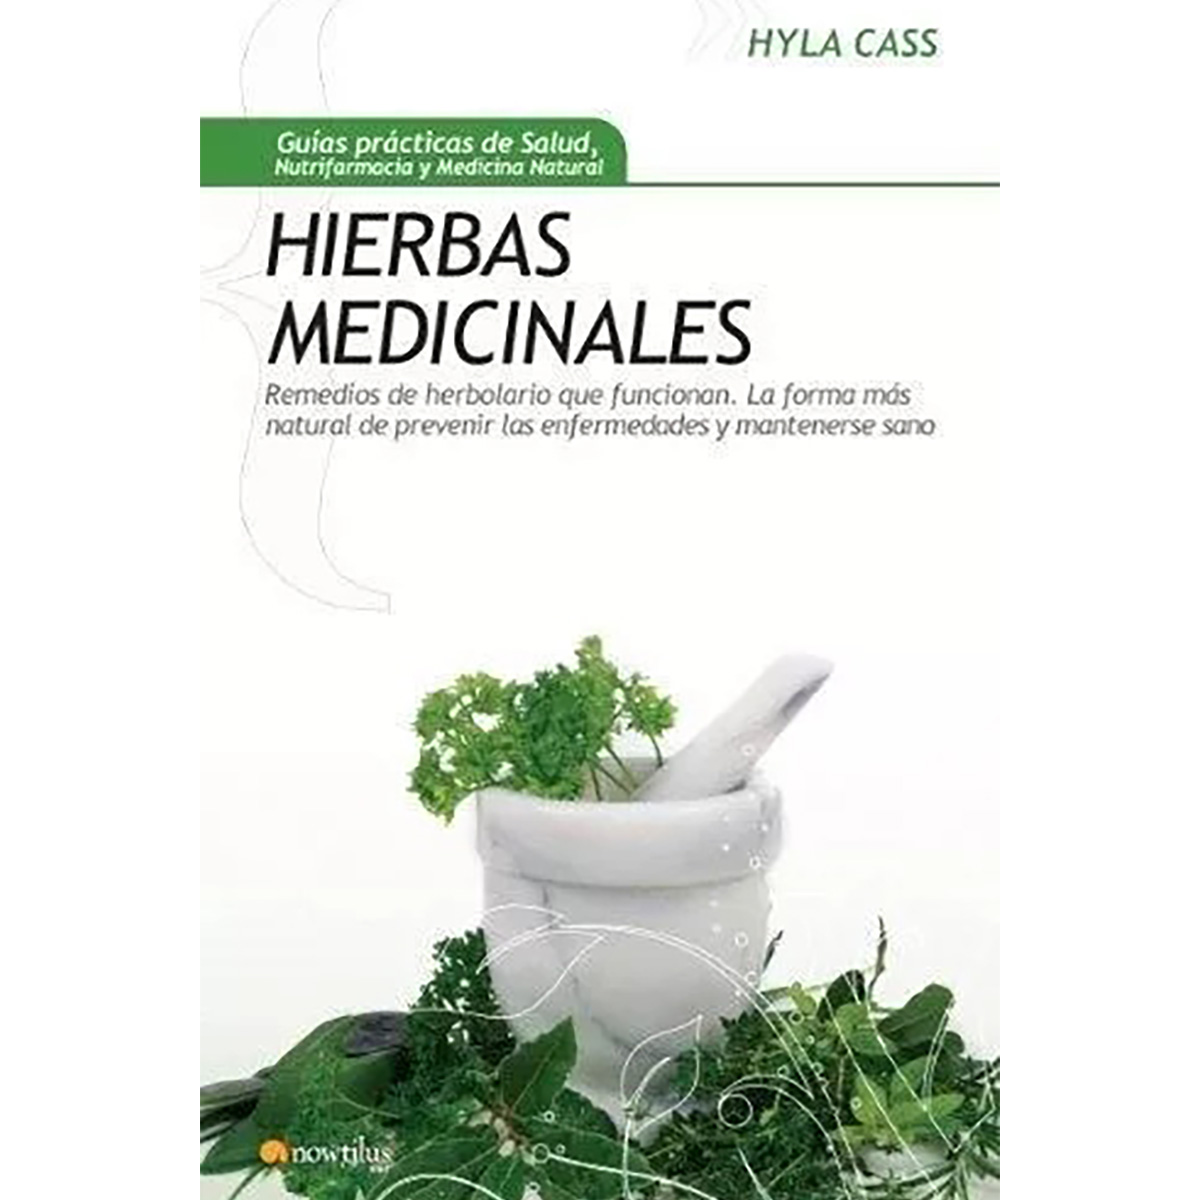 HYLA CASS
Guías prácticas de Salud,
Nutrifarmacia y Medicina Natural
HIERBAS
MEDICINALES
Remedios de herbolario que funcionan. La forma más
natural de prevenir las enfermedades y mantenerse sano
nowtilus